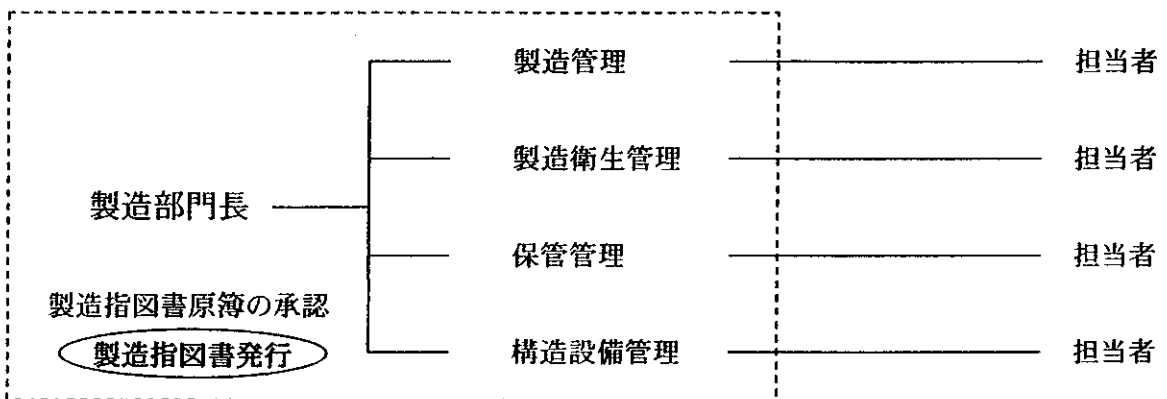 製造管理 担当者
製造衛生管理 担当者
製造部門長
保管管理 担当者
製造指図書原簿の承認
製造指図書発行
構造設備管理 担当者